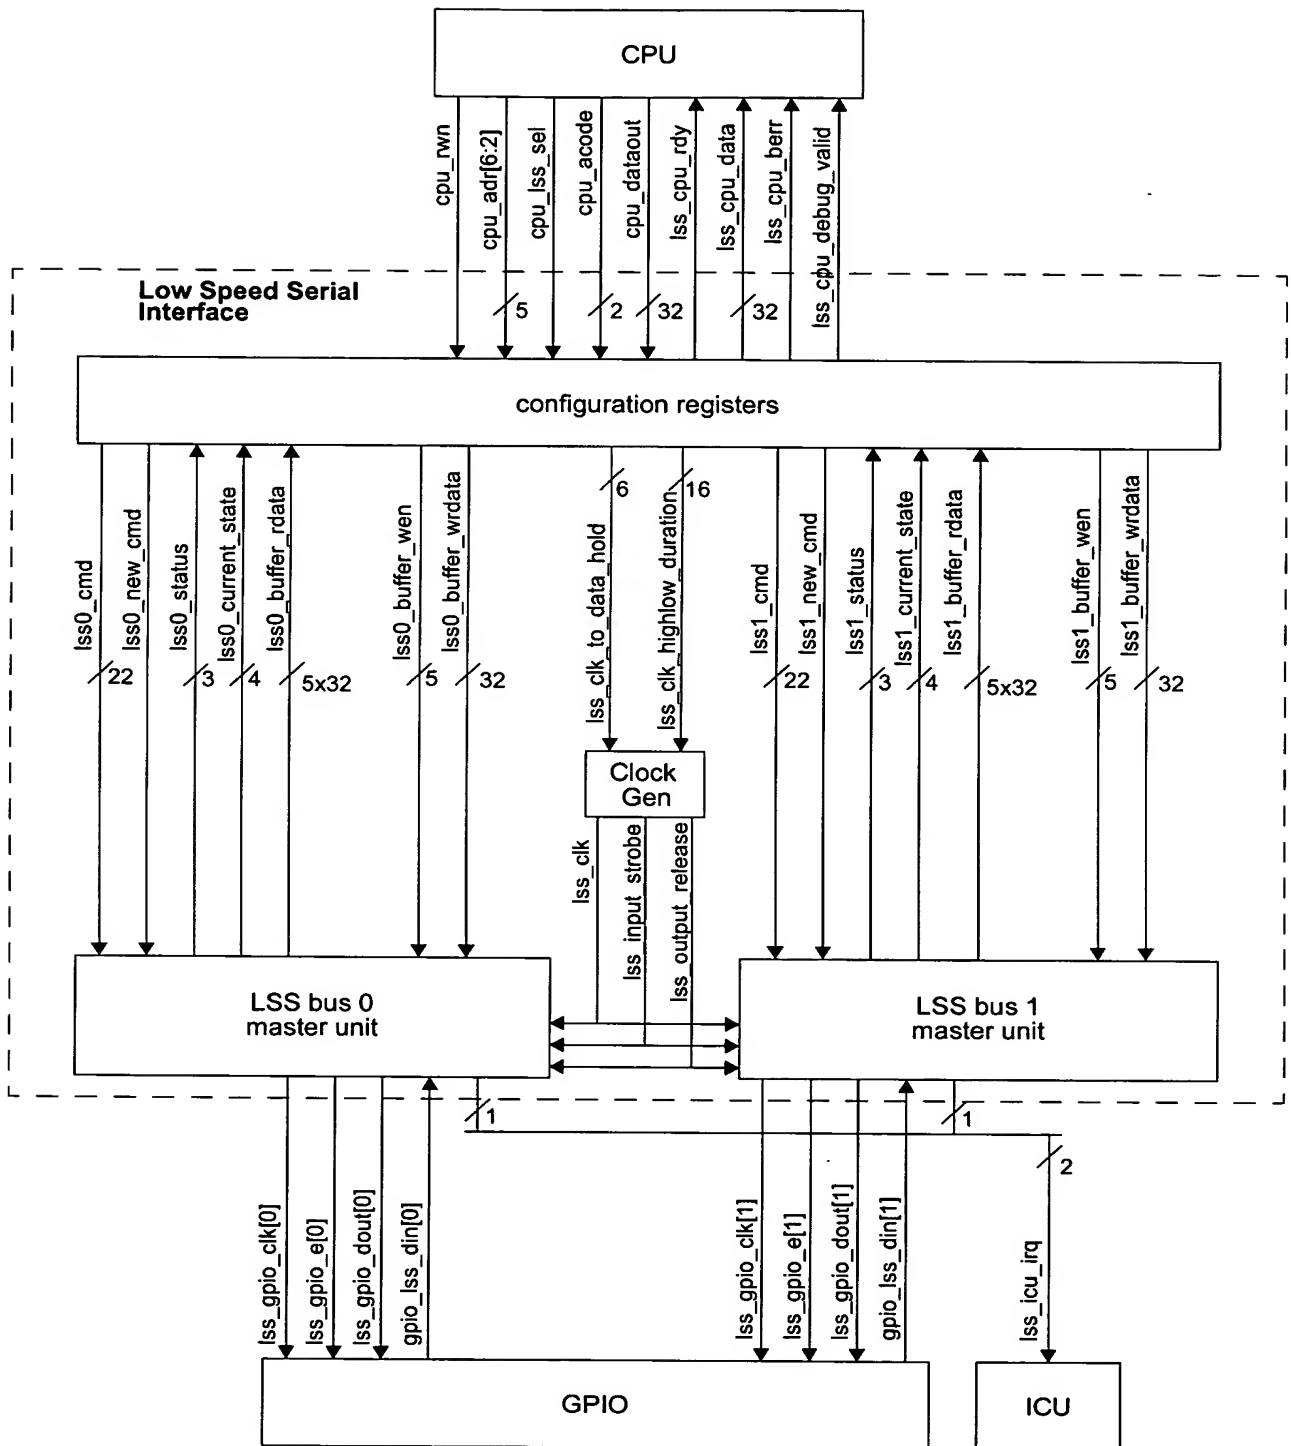 CPU
cpu_rwn
cpu_adr[6:2]
cpu_lss_sel
cpu_acode
cpu_dataout
lss_cpu_rdy
lss_cpu_data
lss_cpu_berr
lss_cpu_debug_valid
Low Speed Serial
Interface
5
2
32
32
configuration registers
lss0_cmd
lss0_new_cmd
lss0_status
lss0_current_state
lss0_buffer_rdata
lss0_buffer_wen
lss0_buffer_wrdata
lss_clk_to_data_hold
lss_clk_highlow_duration
lss1_cmd
lss1_new_cmd
lss1_status
lss1_current_state
lss1_buffer_rdata
lss1_buffer_wen
lss1_buffer_wrdata
6
16
22
3
4
5x32
5
32
22
3
4
5x32
5
32
Clock
Gen
lss_clk
lss_input_strobe
lss_output_release
LSS bus 0
master unit
LSS bus 1
master unit
1
1
2
lss_gpio_clk[0]
lss_gpio_e[0]
lss_gpio_dout[0]
gpio_lss_din[0]
lss_gpio_clk[1]
lss_gpio_e[1]
lss_gpio_dout[1]
gpio_lss_din[1]
lss_icu_irq
GPIO
ICU